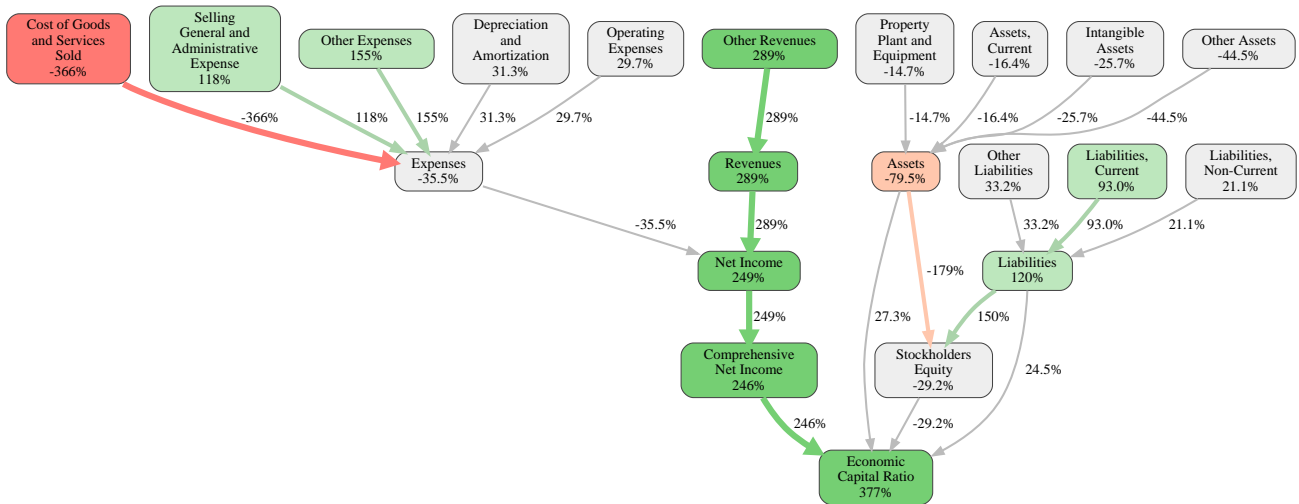 Cost of Goods
and Services
Sold
-366%
Selling
General and
Administrative
Expense
118%
Other Expenses
155%
Depreciation
and
Amortization
31.3%
Operating
Expenses
29.7%
Other Revenues
289%
Property
Plant and
Equipment
-14.7%
Assets,
Current
-16.4%
Intangible
Assets
-25.7%
Other Assets
-44.5%
-366%
118%
155%
31.3%
29.7%
289%
-14.7%
-16.4%
-25.7%
-44.5%
Expenses
-35.5%
Revenues
289%
Assets
-79.5%
Other
Liabilities
33.2%
Liabilities,
Current
93.0%
Liabilities,
Non-Current
21.1%
-35.5%
289%
33.2%
93.0%
21.1%
Net Income
249%
-179%
Liabilities
120%
249%
27.3%
150%
Comprehensive
Net Income
246%
Stockholders
Equity
-29.2%
24.5%
246%
-29.2%
Economic
Capital Ratio
377%